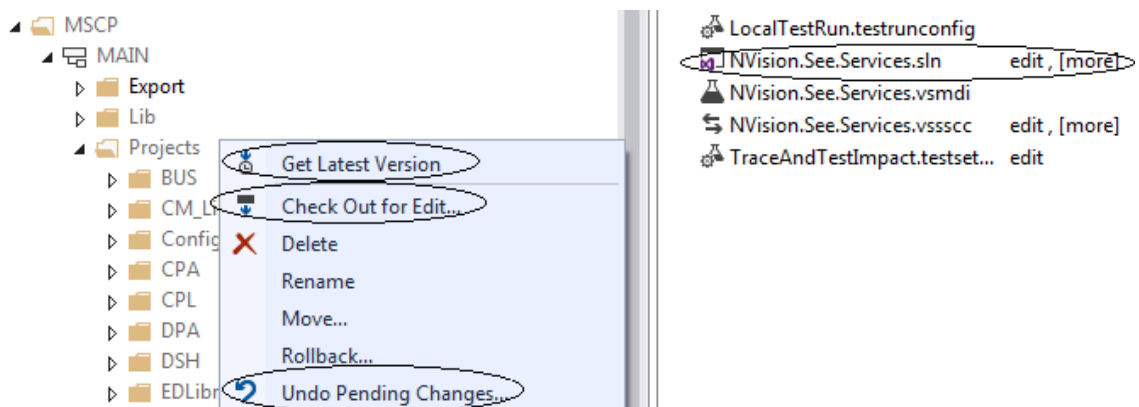 MSCP
MAIN
Export
Lib
Projects
BUS
Config
CPA
CPL
DPA
DSH
Get Latest Version
Check Out for Edit...
Delete
Rename
Move...
Rollback...
Undo Pending Changes...
LocalTestRun.testrunconfig
NVision.See.Services.sln edit , [more]
NVision.See.Services.vsmdi
NVision.See.Services.vssscc edit , [more]
TraceAndTestImpact.testset... edit